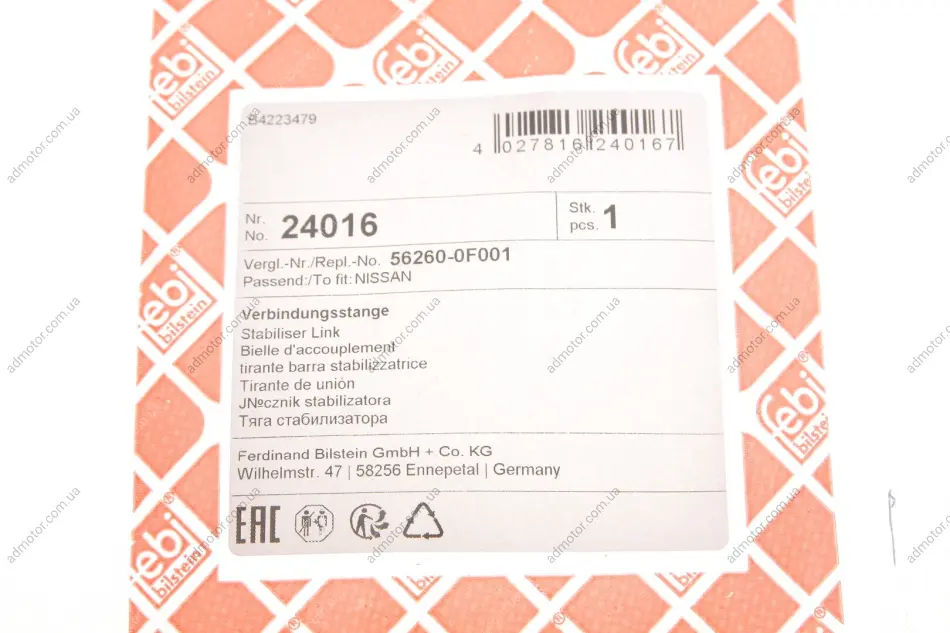 febi
bilstein
B4223479
4 027816 240167
Nr.
No. 24016
Stk.
pcs. 1
Vergl.-Nr./Repl.-No. 56260-0F001
Passend:/To fit: NISSAN
Verbindungsstange
Stabiliser Link
Bielle d'accouplement
tirante barra stabilizzatrice
Tirante de unión
J№cznik stabilizatora
Тяга стабилизатора
Ferdinand Bilstein GmbH + Co. KG
Wilhelmstr. 47 | 58256 Ennepetal | Germany
EAC
admotor.com.ua